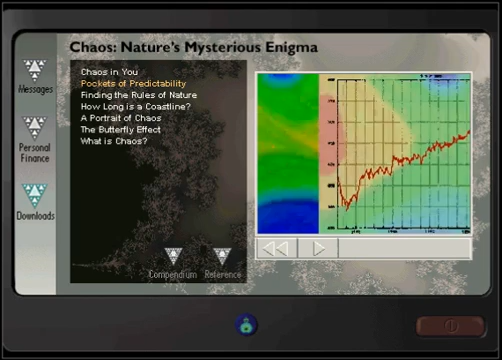 Chaos: Nature's Mysterious Enigma
Messages
Personal
Finance
Downloads
Chaos in You
Pockets of Predictability
Finding the Rules of Nature
How Long is a Coastline?
A Portrait of Chaos
The Butterfly Effect
What is Chaos?
Compendium
Reference